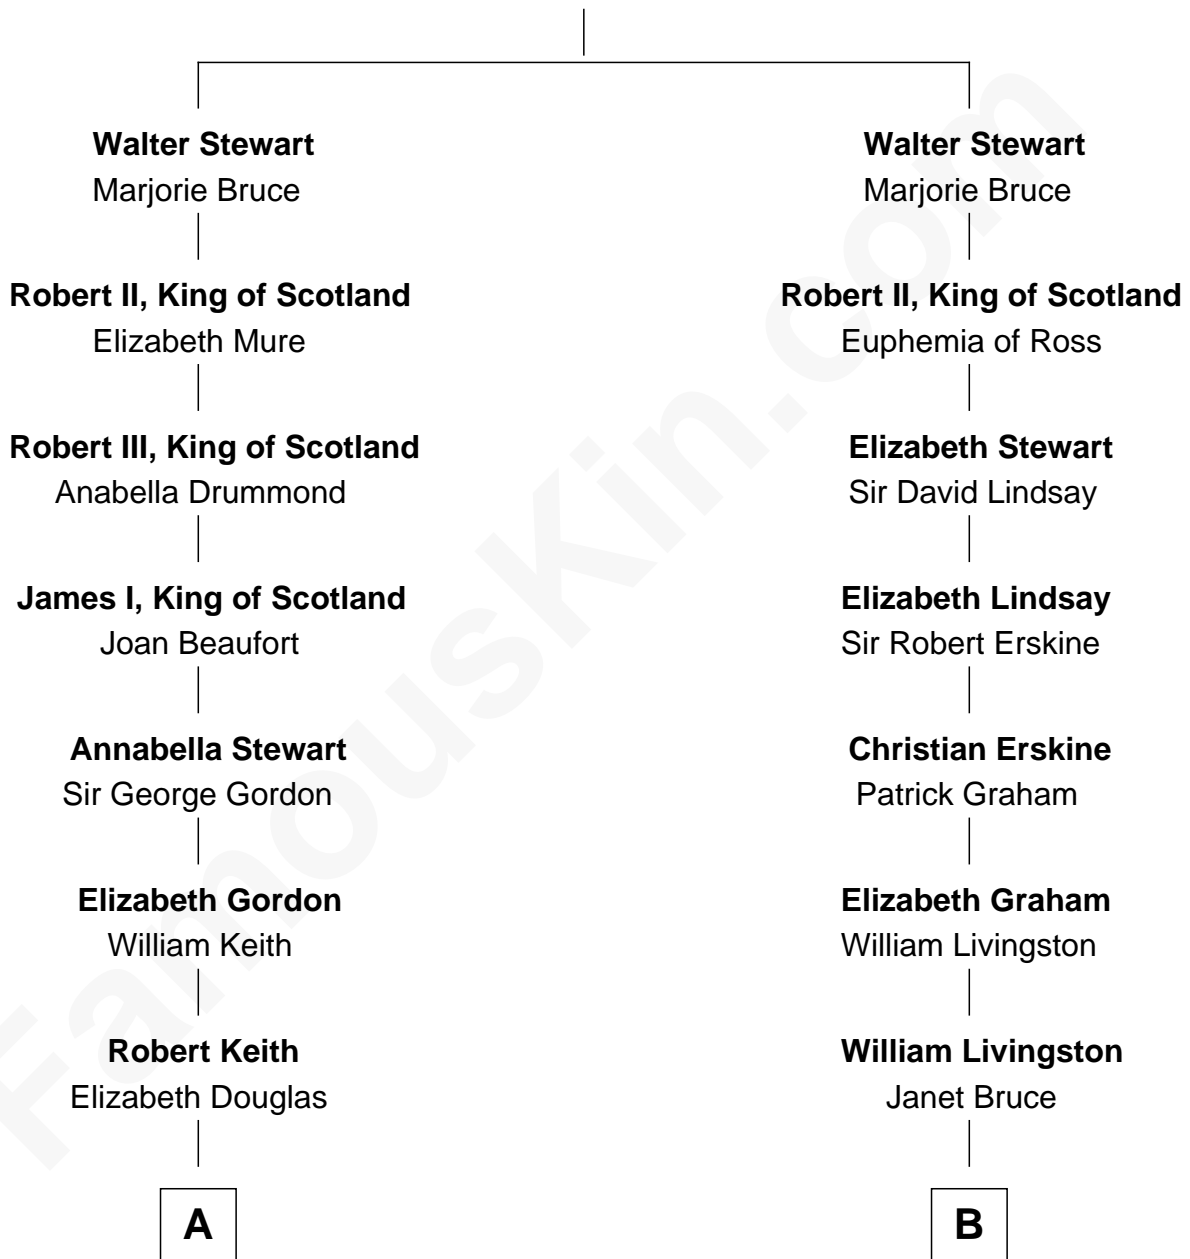 Walter Stewart
Marjorie Bruce
Robert II, King of Scotland
Elizabeth Mure
Robert III, King of Scotland
Anabella Drummond
James I, King of Scotland
Joan Beaufort
Annabella Stewart
Sir George Gordon
Elizabeth Gordon
William Keith
Robert Keith
Elizabeth Douglas
A
Walter Stewart
Marjorie Bruce
Robert II, King of Scotland
Euphemia of Ross
Elizabeth Stewart
Sir David Lindsay
Elizabeth Lindsay
Sir Robert Erskine
Christian Erskine
Patrick Graham
Elizabeth Graham
William Livingston
William Livingston
Janet Bruce
B
FamousKin.com